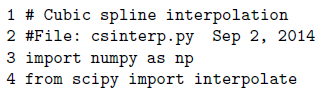 1 # Cubic spline interpolation
2 #File: csinterp.py  Sep 2, 2014
3 import numpy as np
4 from scipy import interpolate